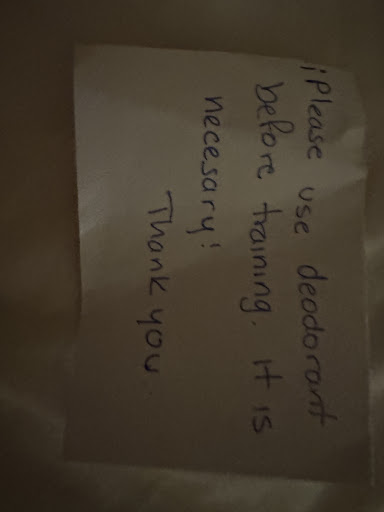 ¡Please use deodorant
before training. It is
necesary!
Thank you